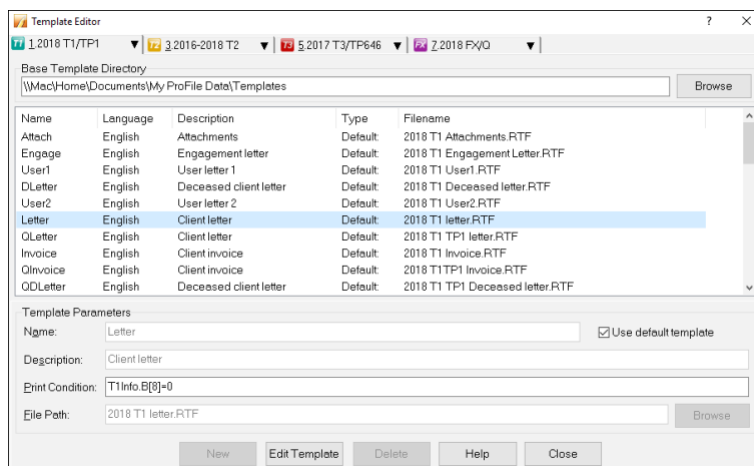 Template Editor ? X
T1 1.2018 T1/TP1 T2 3.2016-2018 T2 T3 5.2017 T3/TP646 FX 7.2018 FX/Q
Base Template Directory
\\Mac\Home\Documents\My ProFile Data\Templates Browse
Name Language Description Type Filename
Attach English Attachments Default 2018 T1 Attachments.RTF
Engage English Engagement letter Default 2018 T1 Engagement Letter.RTF
User1 English User letter 1 Default 2018 T1 User1.RTF
DLetter English Deceased client letter Default 2018 T1 Deceased letter.RTF
User2 English User letter 2 Default 2018 T1 User2.RTF
Letter English Client letter Default 2018 T1 letter.RTF
QLetter English Client letter Default 2018 T1 TP1 letter.RTF
Invoice English Client invoice Default 2018 T1 Invoice.RTF
QInvoice English Client invoice Default 2018 T1TP1 Invoice.RTF
QDLetter English Deceased client letter Default 2018 T1 TP1 Deceased letter.RTF
Template Parameters
Name: Letter Use default template
Description: Client letter
Print Condition: T1Info.B[8]=0
File Path: 2018 T1 letter.RTF Browse
New Edit Template Delete Help Close